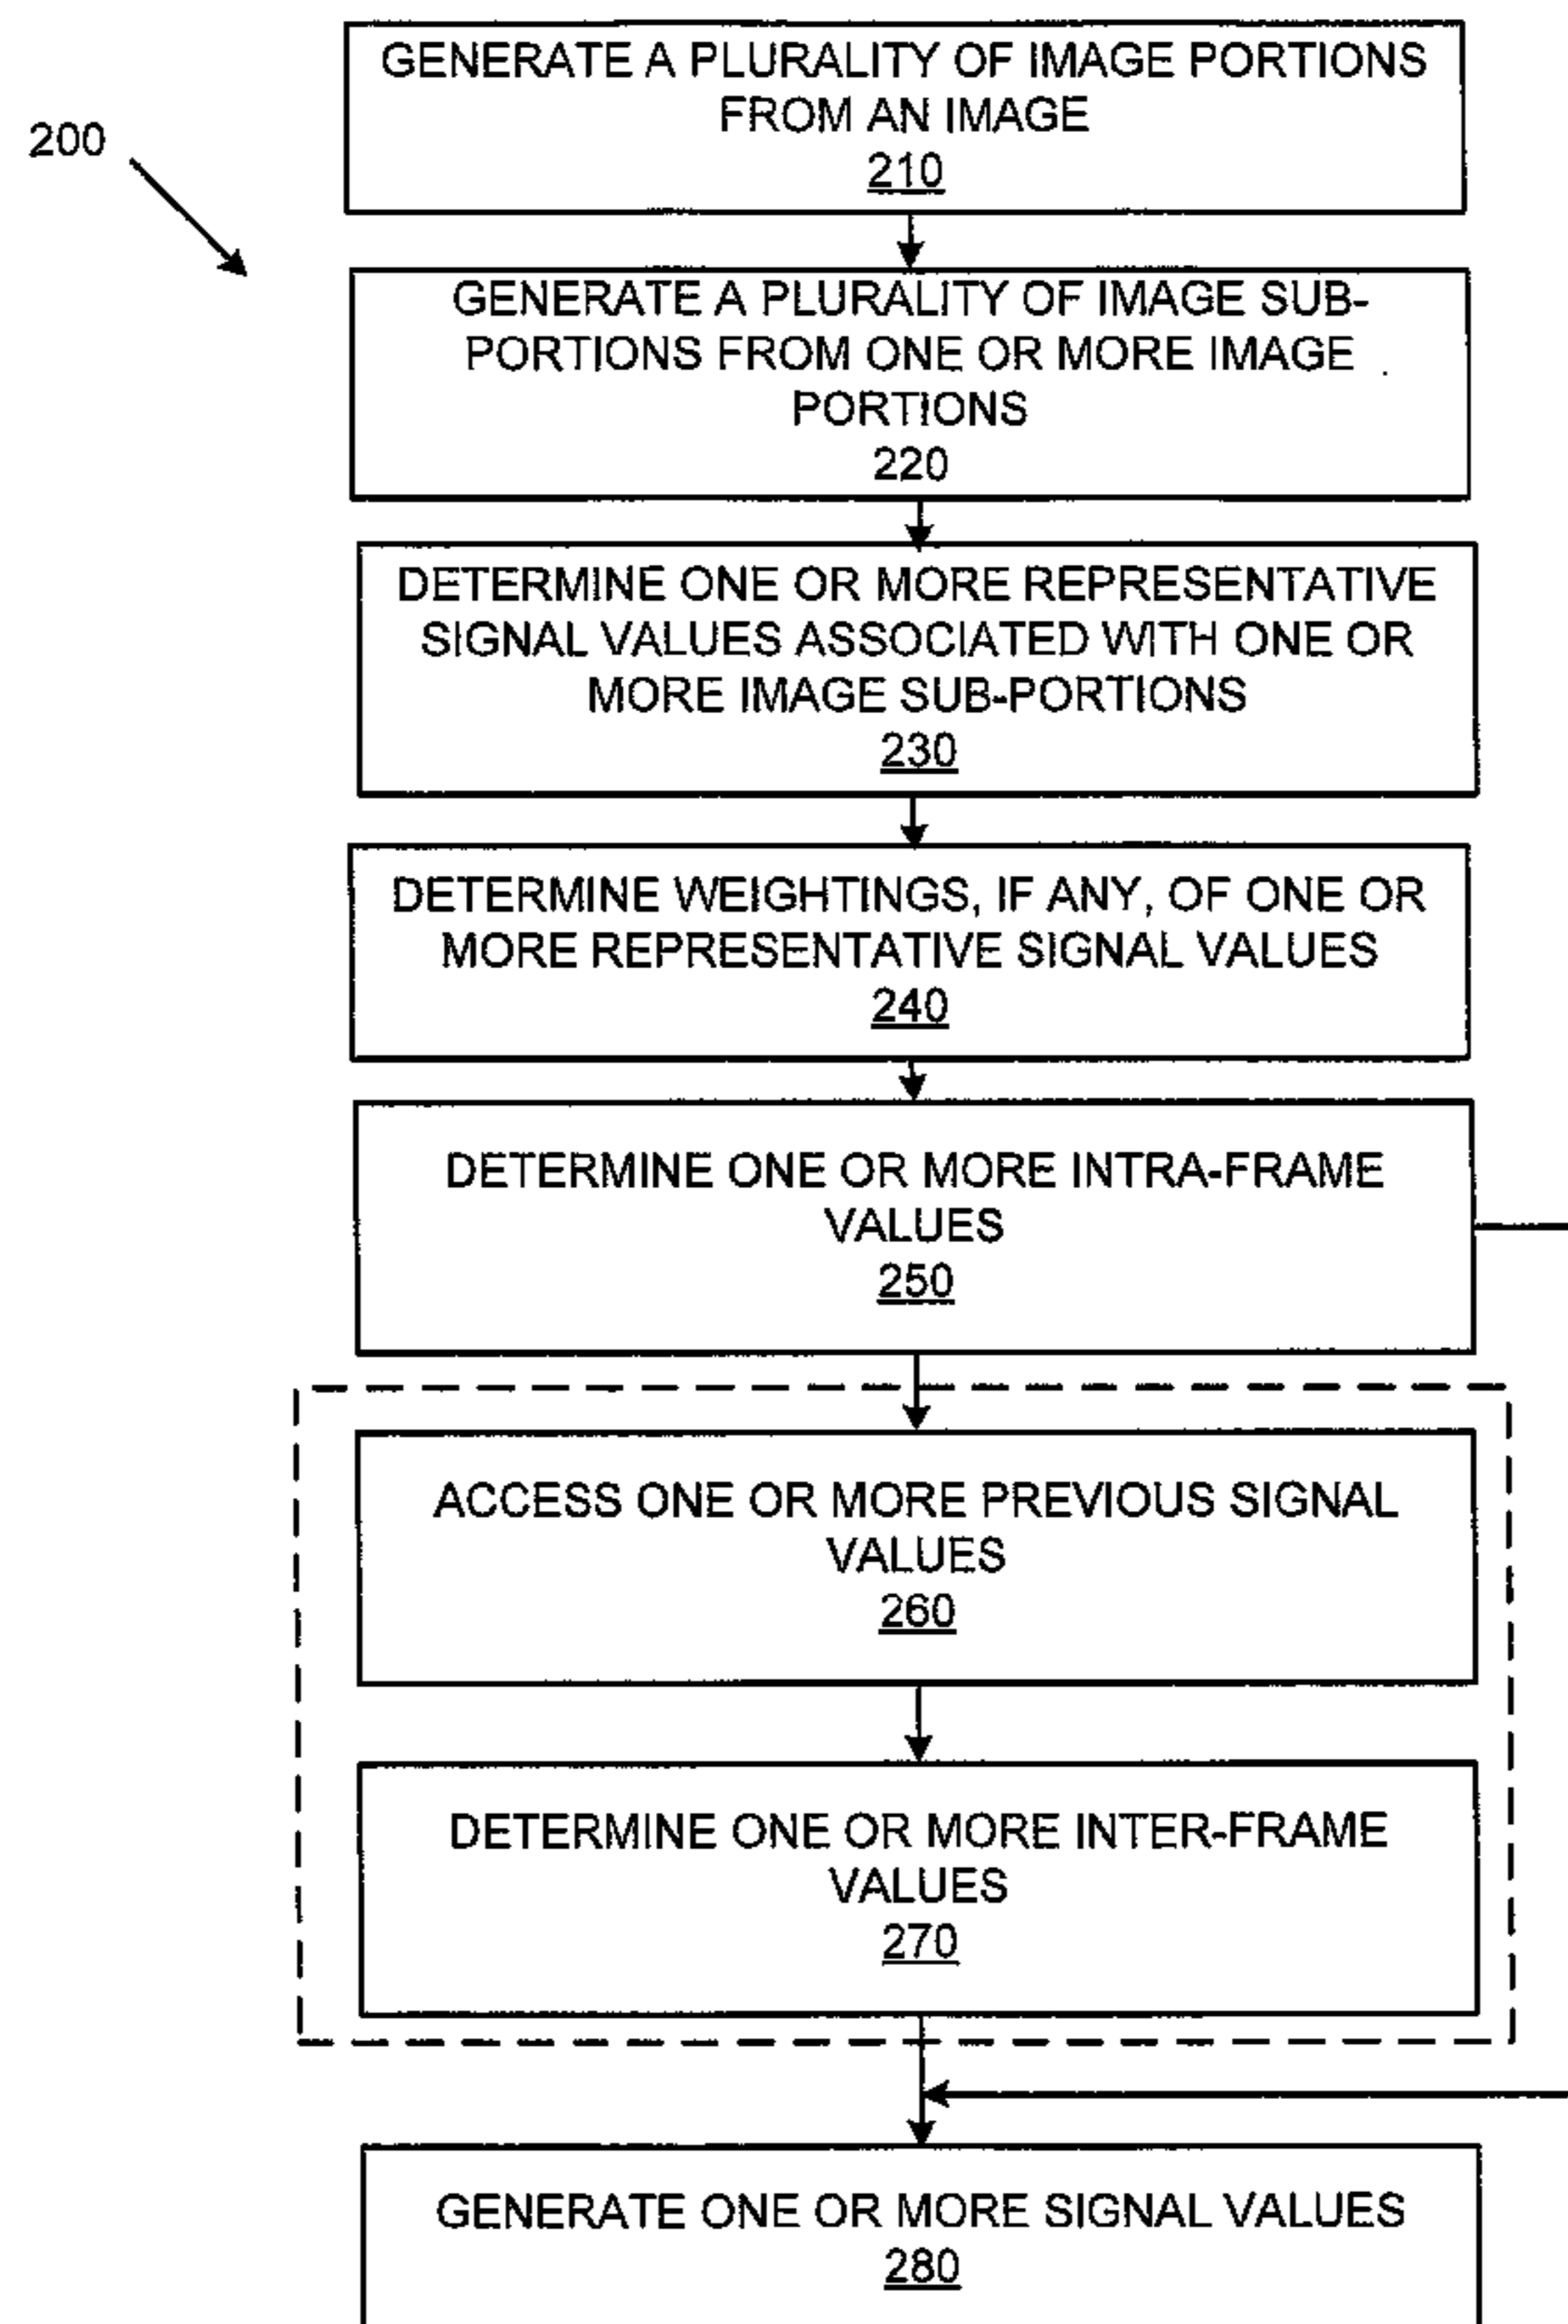 GENERATE A PLURALITY OF IMAGE PORTIONS
FROM AN IMAGE
210
200
GENERATE A PLURALITY OF IMAGE SUB-
PORTIONS FROM ONE OR MORE IMAGE
PORTIONS
220
DETERMINE ONE OR MORE REPRESENTATIVE
SIGNAL VALUES ASSOCIATED WITH ONE OR
MORE IMAGE SUB-PORTIONS
230
DETERMINE WEIGHTINGS, IF ANY, OF ONE OR
MORE REPRESENTATIVE SIGNAL VALUES
240
DETERMINE ONE OR MORE INTRA-FRAME
VALUES
250
ACCESS ONE OR MORE PREVIOUS SIGNAL
VALUES
260
DETERMINE ONE OR MORE INTER-FRAME
VALUES
270
GENERATE ONE OR MORE SIGNAL VALUES
280